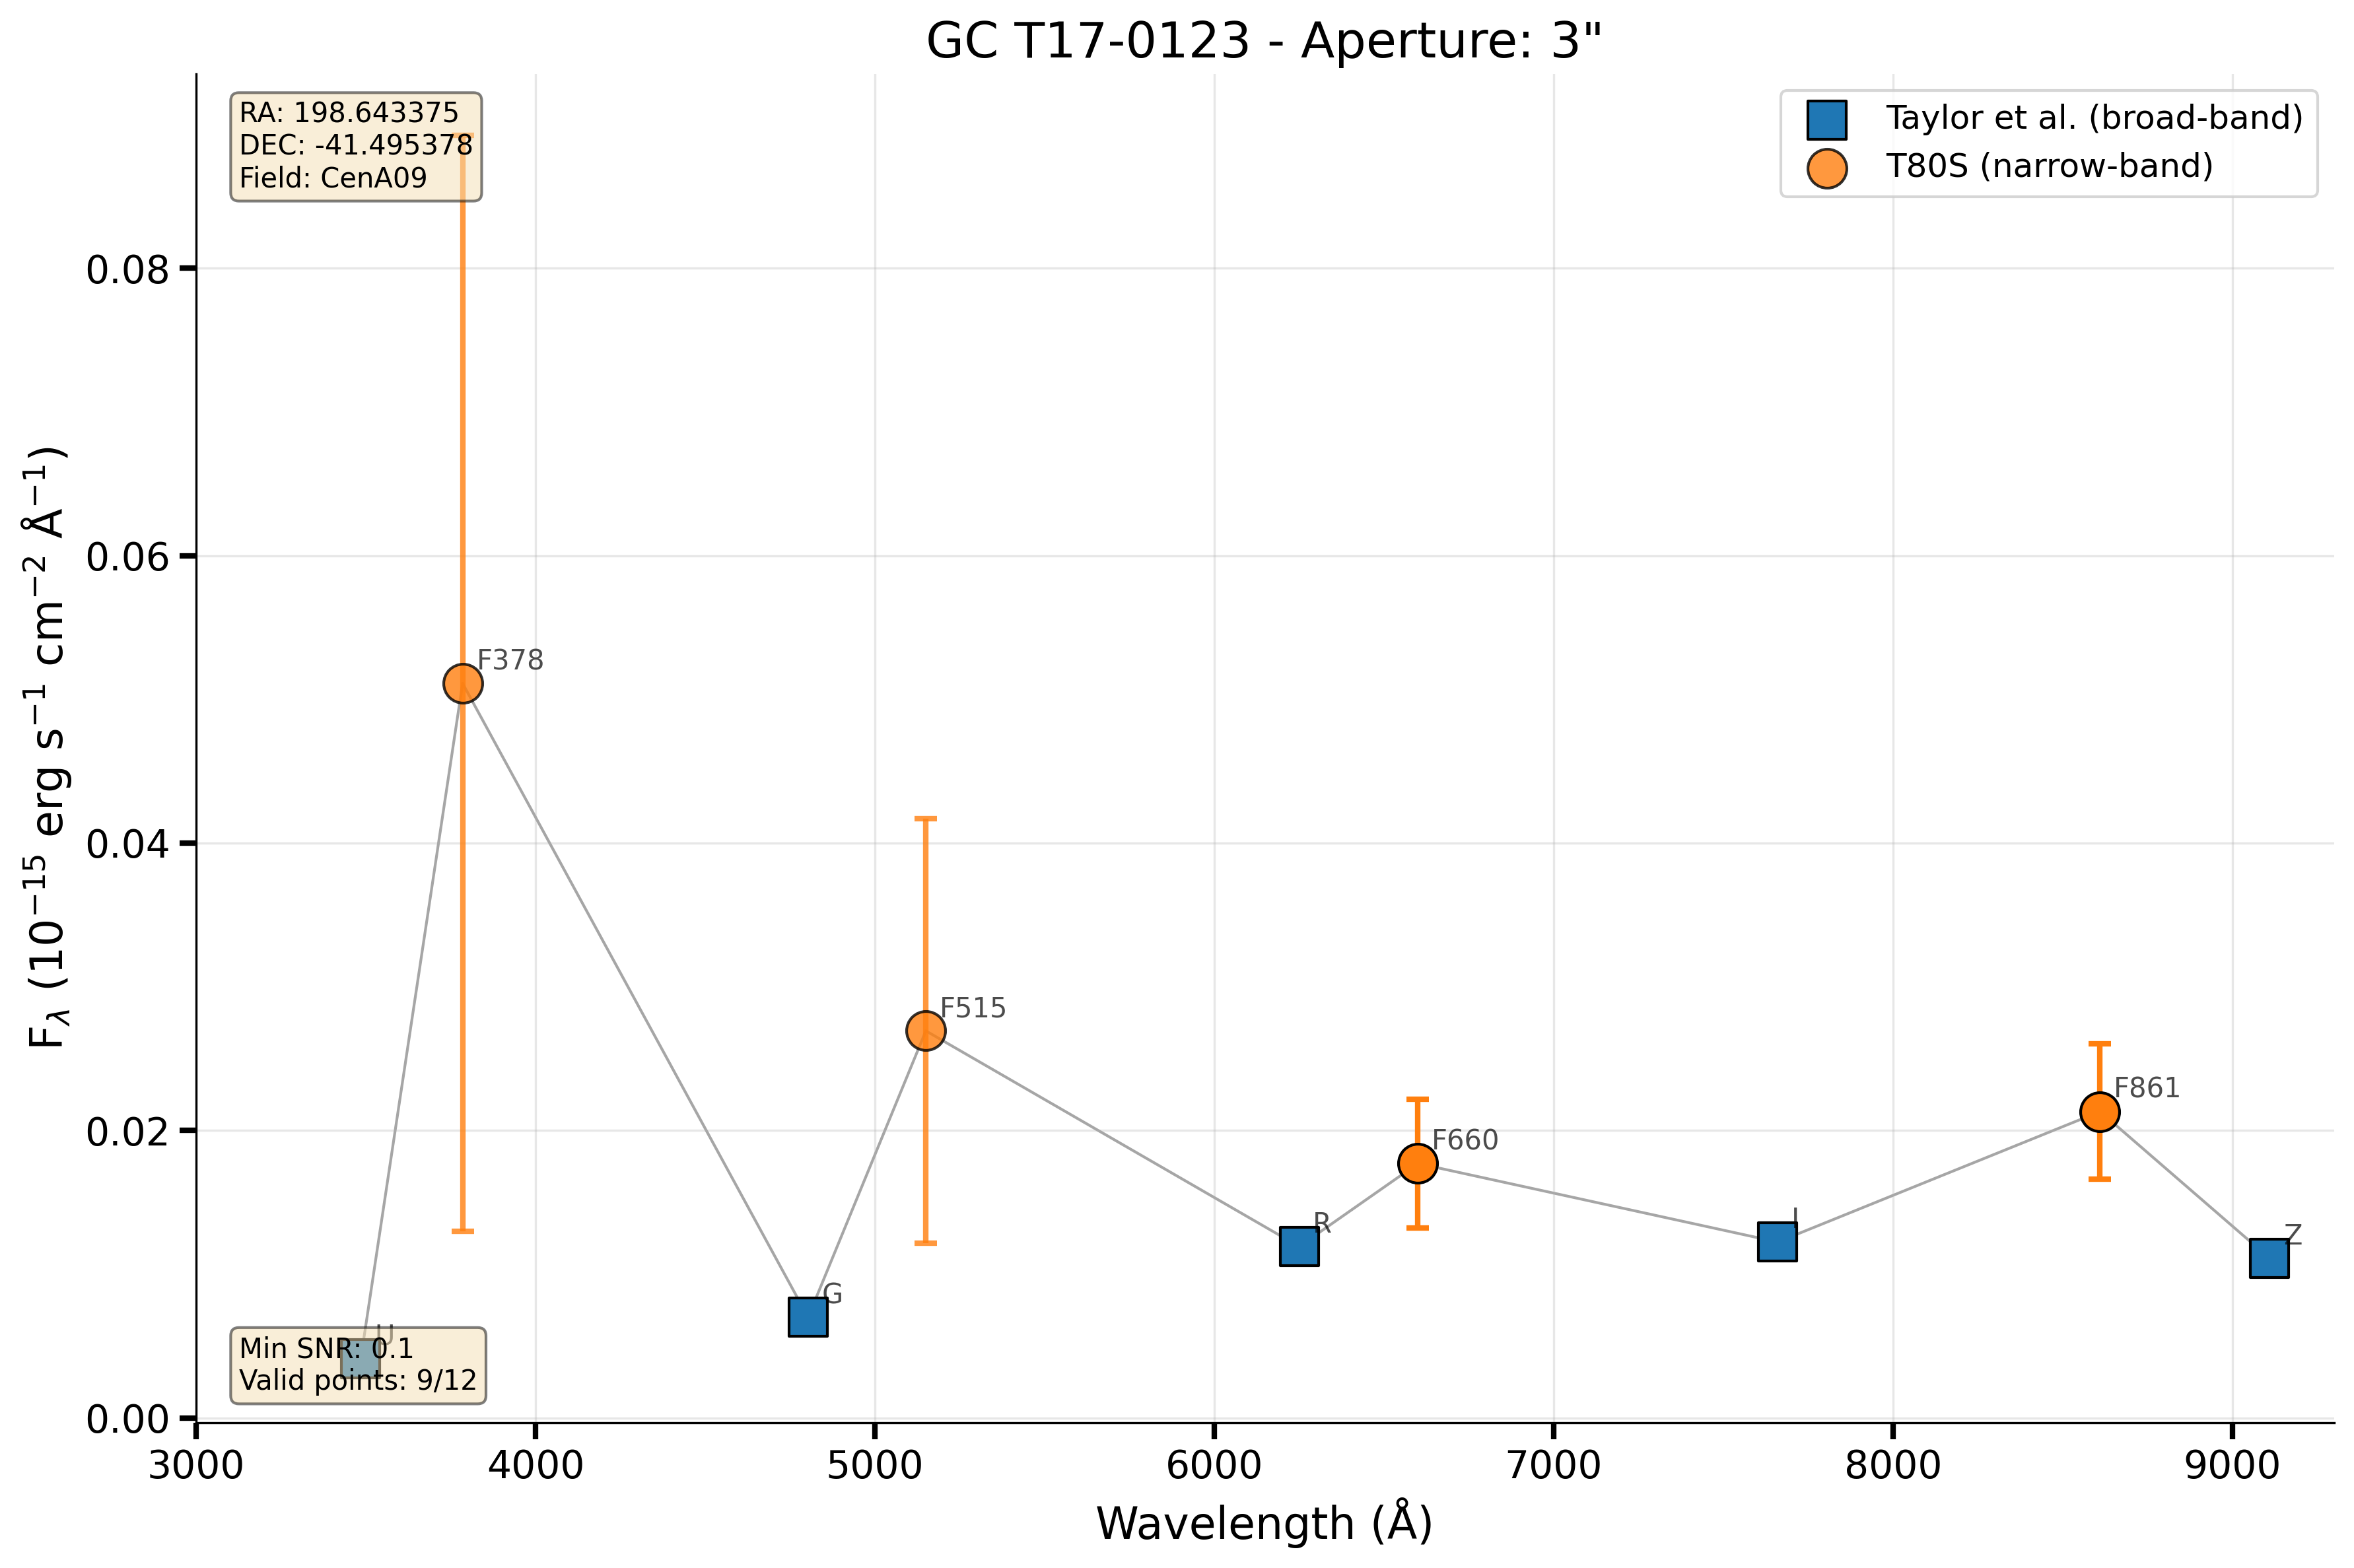 GC T17-0123 - Aperture: 3"
RA: 198.643375
DEC: -41.495378
Field: CenA09
Taylor et al. (broad-band)
T80S (narrow-band)
F$_{\lambda}$ (10$^{-15}$ erg s$^{-1}$ cm$^{-2}$ Å$^{-1}$)
0.08
0.06
0.04
0.02
0.00
F378
F515
F861
F660
R
I
Z
G
U
Min SNR: 0.1
Valid points: 9/12
3000 4000 5000 6000 7000 8000 9000
Wavelength (Å)